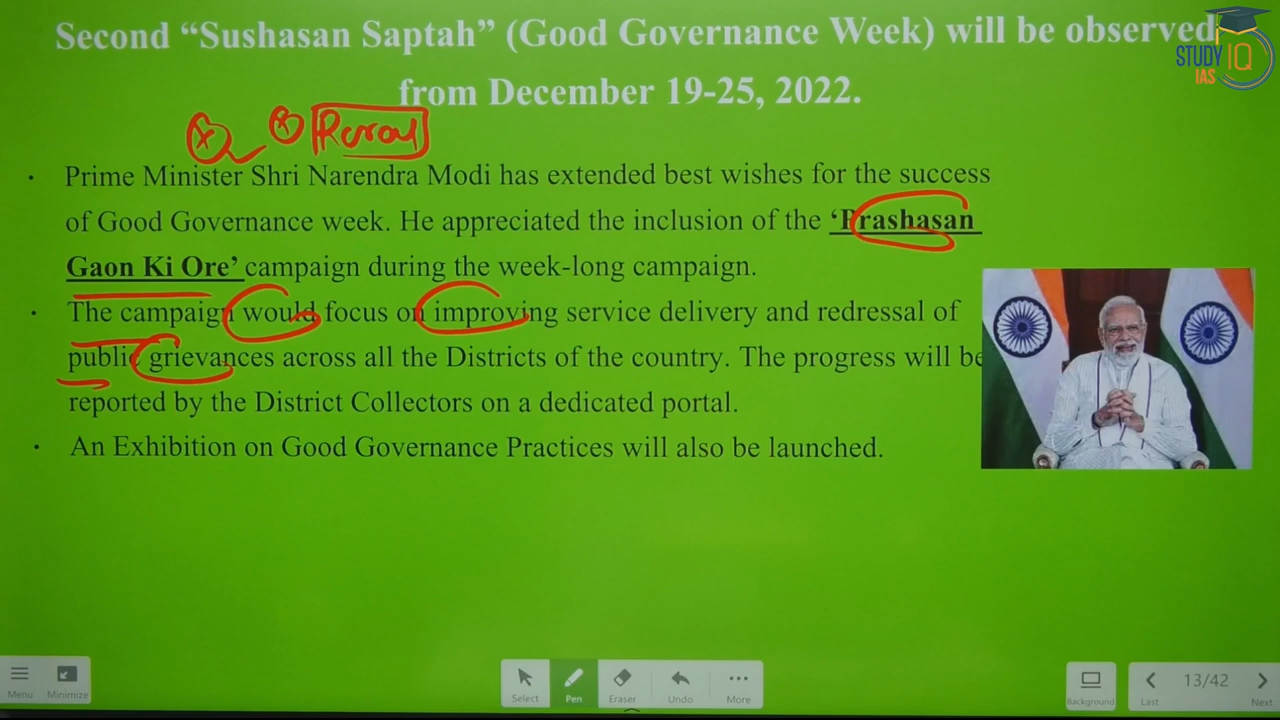 Second “Sushasan Saptah” (Good Governance Week) will be observed
from December 19-25, 2022.
STUDY IQ
IAS
Rural
· Prime Minister Shri Narendra Modi has extended best wishes for the success
of Good Governance week. He appreciated the inclusion of the ‘Prashasan
Gaon Ki Ore’ campaign during the week-long campaign.
· The campaign would focus on improving service delivery and redressal of
public grievances across all the Districts of the country. The progress will be
reported by the District Collectors on a dedicated portal.
· An Exhibition on Good Governance Practices will also be launched.
Menu Minimize Select Pen Eraser Undo More Background Last 13/42 Next